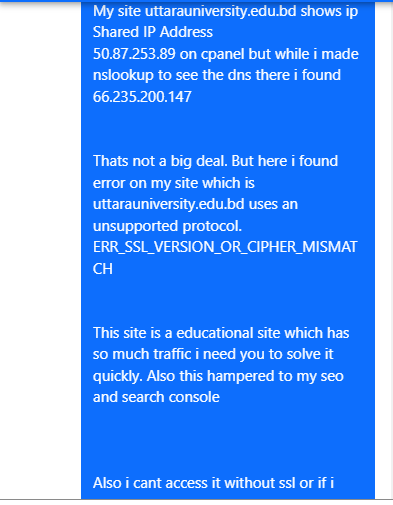 My site uttarauniversity.edu.bd shows ip
Shared IP Address
50.87.253.89 on cpanel but while i made
nslookup to see the dns there i found
66.235.200.147
Thats not a big deal. But here i found
error on my site which is
uttarauniversity.edu.bd uses an
unsupported protocol.
ERR_SSL_VERSION_OR_CIPHER_MISMAT
CH
This site is a educational site which has
so much traffic i need you to solve it
quickly. Also this hampered to my seo
and search console
Also i cant access it without ssl or if i